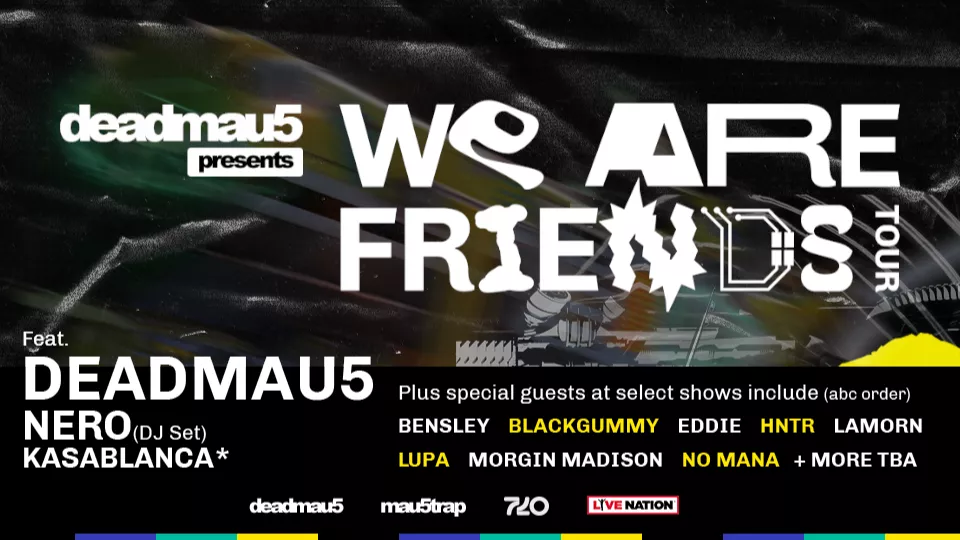 deadmau5
presents
We ARE
FRIENDS
TOUR
Feat.
DEADMAU5
NERO(DJ Set)
KASABLANCA*
Plus special guests at select shows include (abc order)
BENSLEY BLACKGUMMY EDDIE HNTR LAMORN
LUPA MORGIN MADISON NO MANA + MORE TBA
deadmau5 mau5trap 720 LIVE NATION